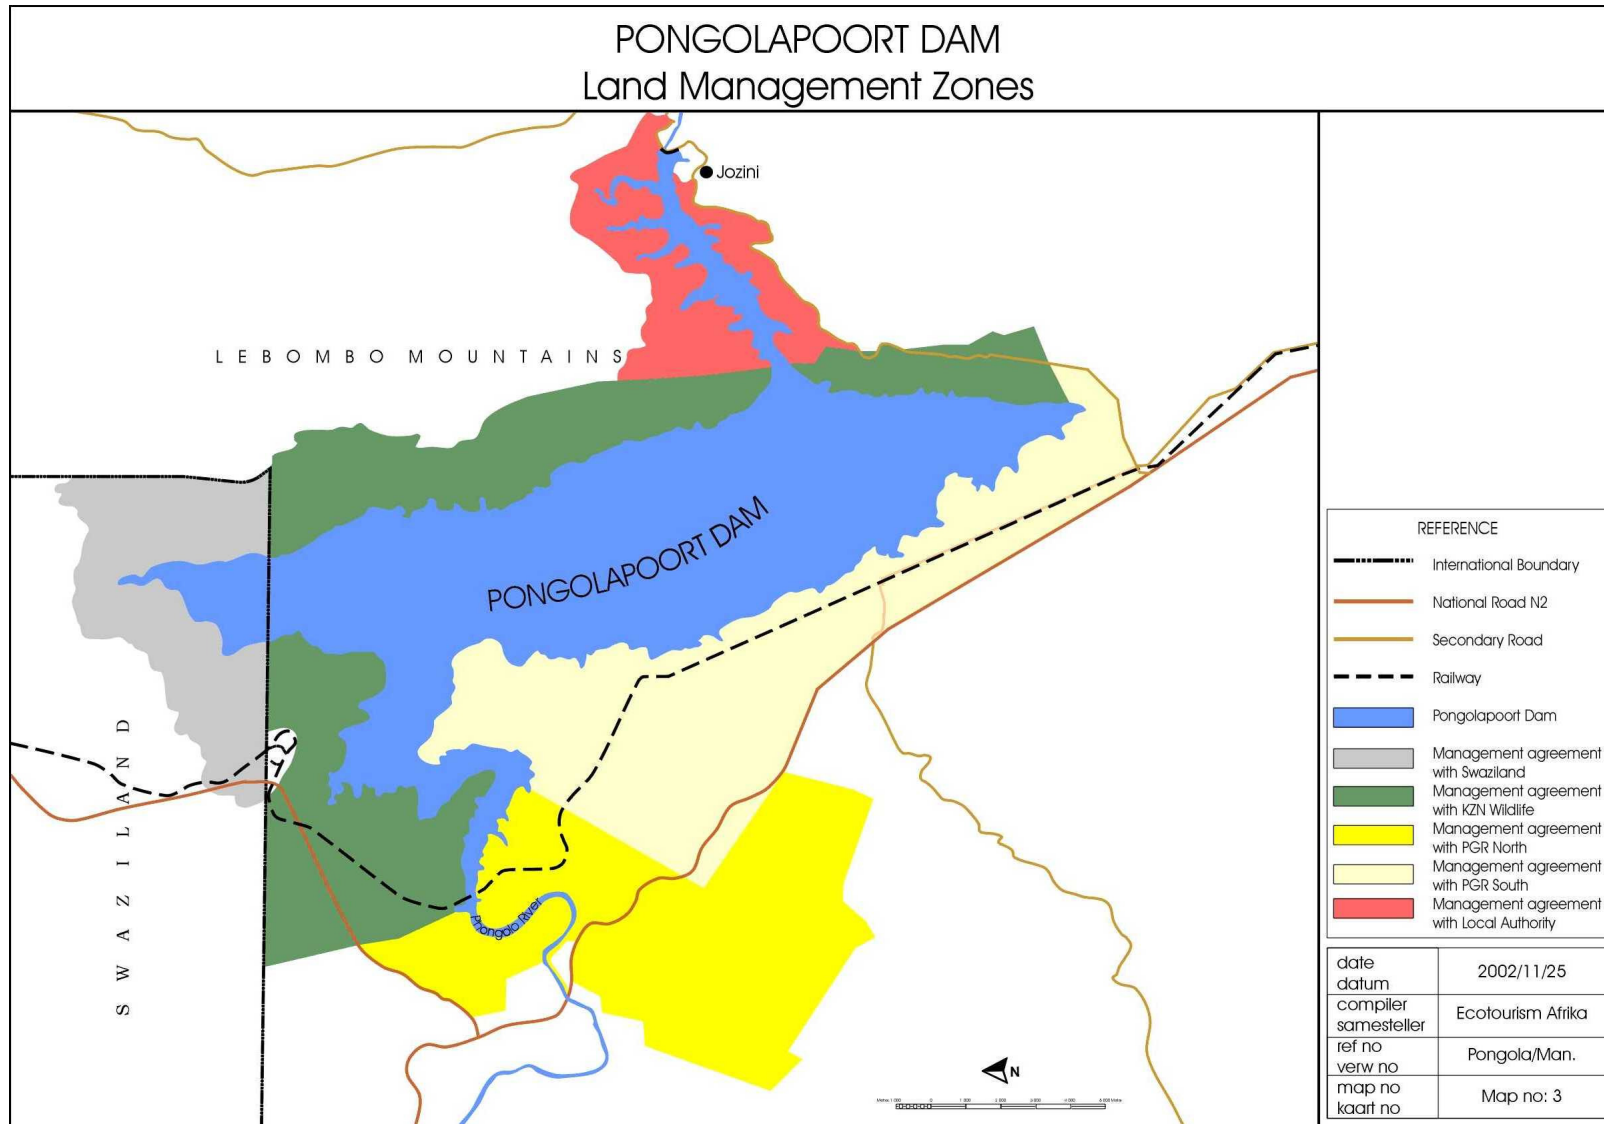 PONGOLAPOORT DAM
Land Management Zones
Jozini
LEBOMBO MOUNTAINS
PONGOLAPOORT DAM
SWAZILAND
Phongolo River
N
REFERENCE
International Boundary
National Road N2
Secondary Road
Railway
Pongolapoort Dam
Management agreement
with Swaziland
Management agreement
with KZN Wildlife
Management agreement
with PGR North
Management agreement
with PGR South
Management agreement
with Local Authority
date
datum
2002/11/25
compiler
samesteller
Ecotourism Afrika
ref no
verw no
Pongola/Man.
map no
kaart no
Map no: 3